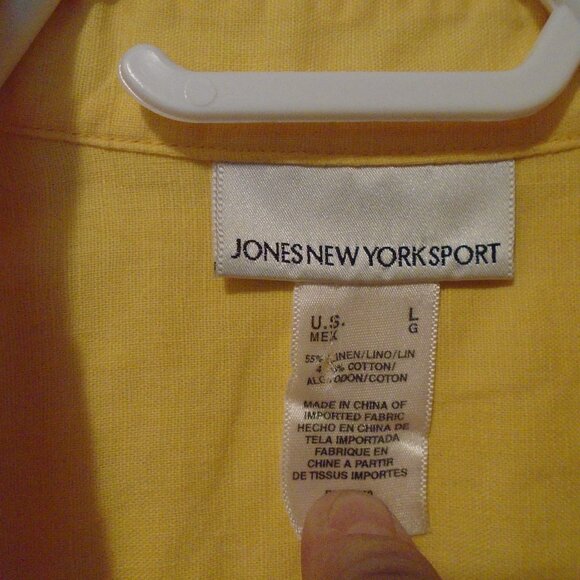 JONES NEW YORK SPORT
U.S. L
MEX G
55% LINEN/LINO/LIN
COTTON/
ALGODON/COTON
MADE IN CHINA OF
IMPORTED FABRIC
HECHO EN CHINA DE
TELA IMPORTADA
FABRIQUE EN
CHINE A PARTIR
DE TISSUS IMPORTES